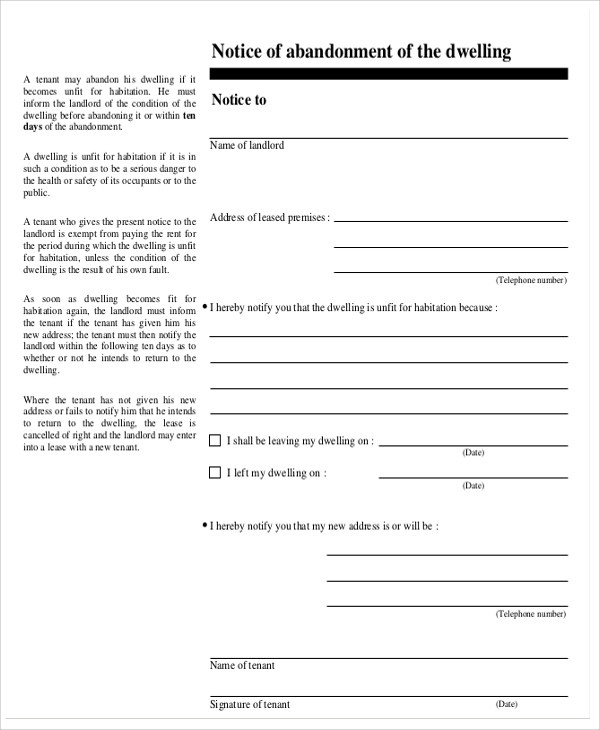 Notice of abandonment of the dwelling
A tenant may abandon his dwelling if it
becomes unfit for habitation. He must
inform the landlord of the condition of the
dwelling before abandoning it or within ten
days of the abandonment.
A dwelling is unfit for habitation if it is in
such a condition as to be a serious danger to
the health or safety of its occupants or to the
public.
A tenant who gives the present notice to the
landlord is exempt from paying the rent for
the period during which the dwelling is unfit
for habitation, unless the condition of the
dwelling is the result of his own fault.
As soon as dwelling becomes fit for
habitation again, the landlord must inform
the tenant if the tenant has given him his
new address; the tenant must then notify the
landlord within the following ten days as to
whether or not he intends to return to the
dwelling.
Where the tenant has not given his new
address or fails to notify him that he intends
to return to the dwelling, the lease is
cancelled of right and the landlord may enter
into a lease with a new tenant.
Notice to
Name of landlord
Address of leased premises :
(Telephone number)
• I hereby notify you that the dwelling is unfit for habitation because :
I shall be leaving my dwelling on :
(Date)
I left my dwelling on :
(Date)
• I hereby notify you that my new address is or will be :
(Telephone number)
Name of tenant
Signature of tenant (Date)